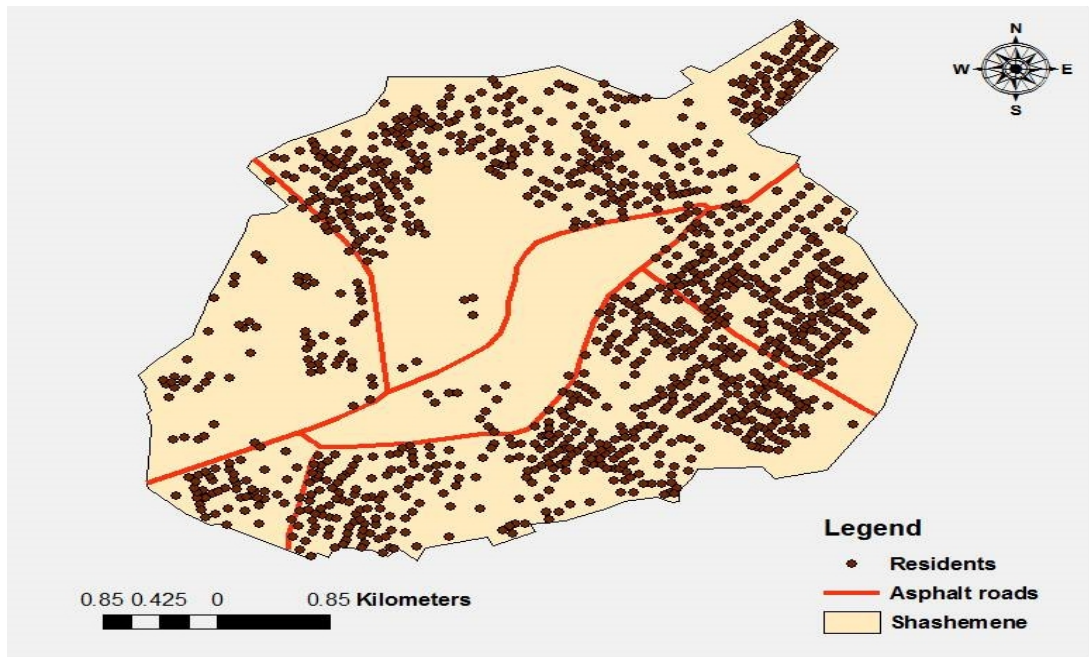 N
W E
S
Legend
Residents
Asphalt roads
Shashemene
0.85 0.425 0 0.85 Kilometers